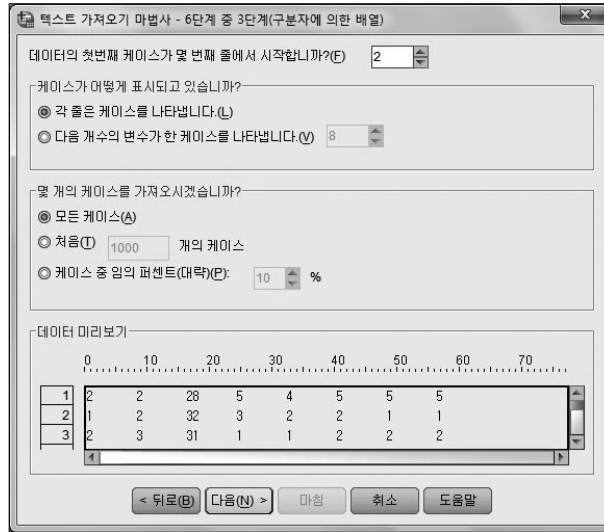 텍스트 가져오기 마법사 - 6단계 중 3단계(구분자에 의한 배열)
데이터의 첫번째 케이스가 몇 번째 줄에서 시작합니까?(F) 2
케이스가 어떻게 표시되고 있습니까?
각 줄은 케이스를 나타냅니다.(L)
다음 개수의 변수가 한 케이스를 나타냅니다.(V) 8
몇 개의 케이스를 가져오시겠습니까?
모든 케이스(A)
처음(T) 1000 개의 케이스
케이스 중 임의 퍼센트(대략)(P): 10 %
데이터 미리보기
0 10 20 30 40 50 60 70
1 2 2 28 5 4 5 5 5
2 1 2 32 3 2 2 1 1
3 2 3 31 1 1 2 2 2
< 뒤로(B) 다음(N) > 마침 취소 도움말